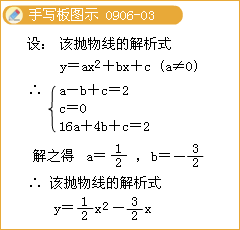 手写板图示 0906-03
设： 该抛物线的解析式
y＝ax²＋bx＋c (a≠0)
∴ { a－b＋c＝2
c＝0
16a＋4b＋c＝2
解之得 a＝1/2 , b＝－3/2
∴ 该抛物线的解析式
y＝1/2x²－3/2x